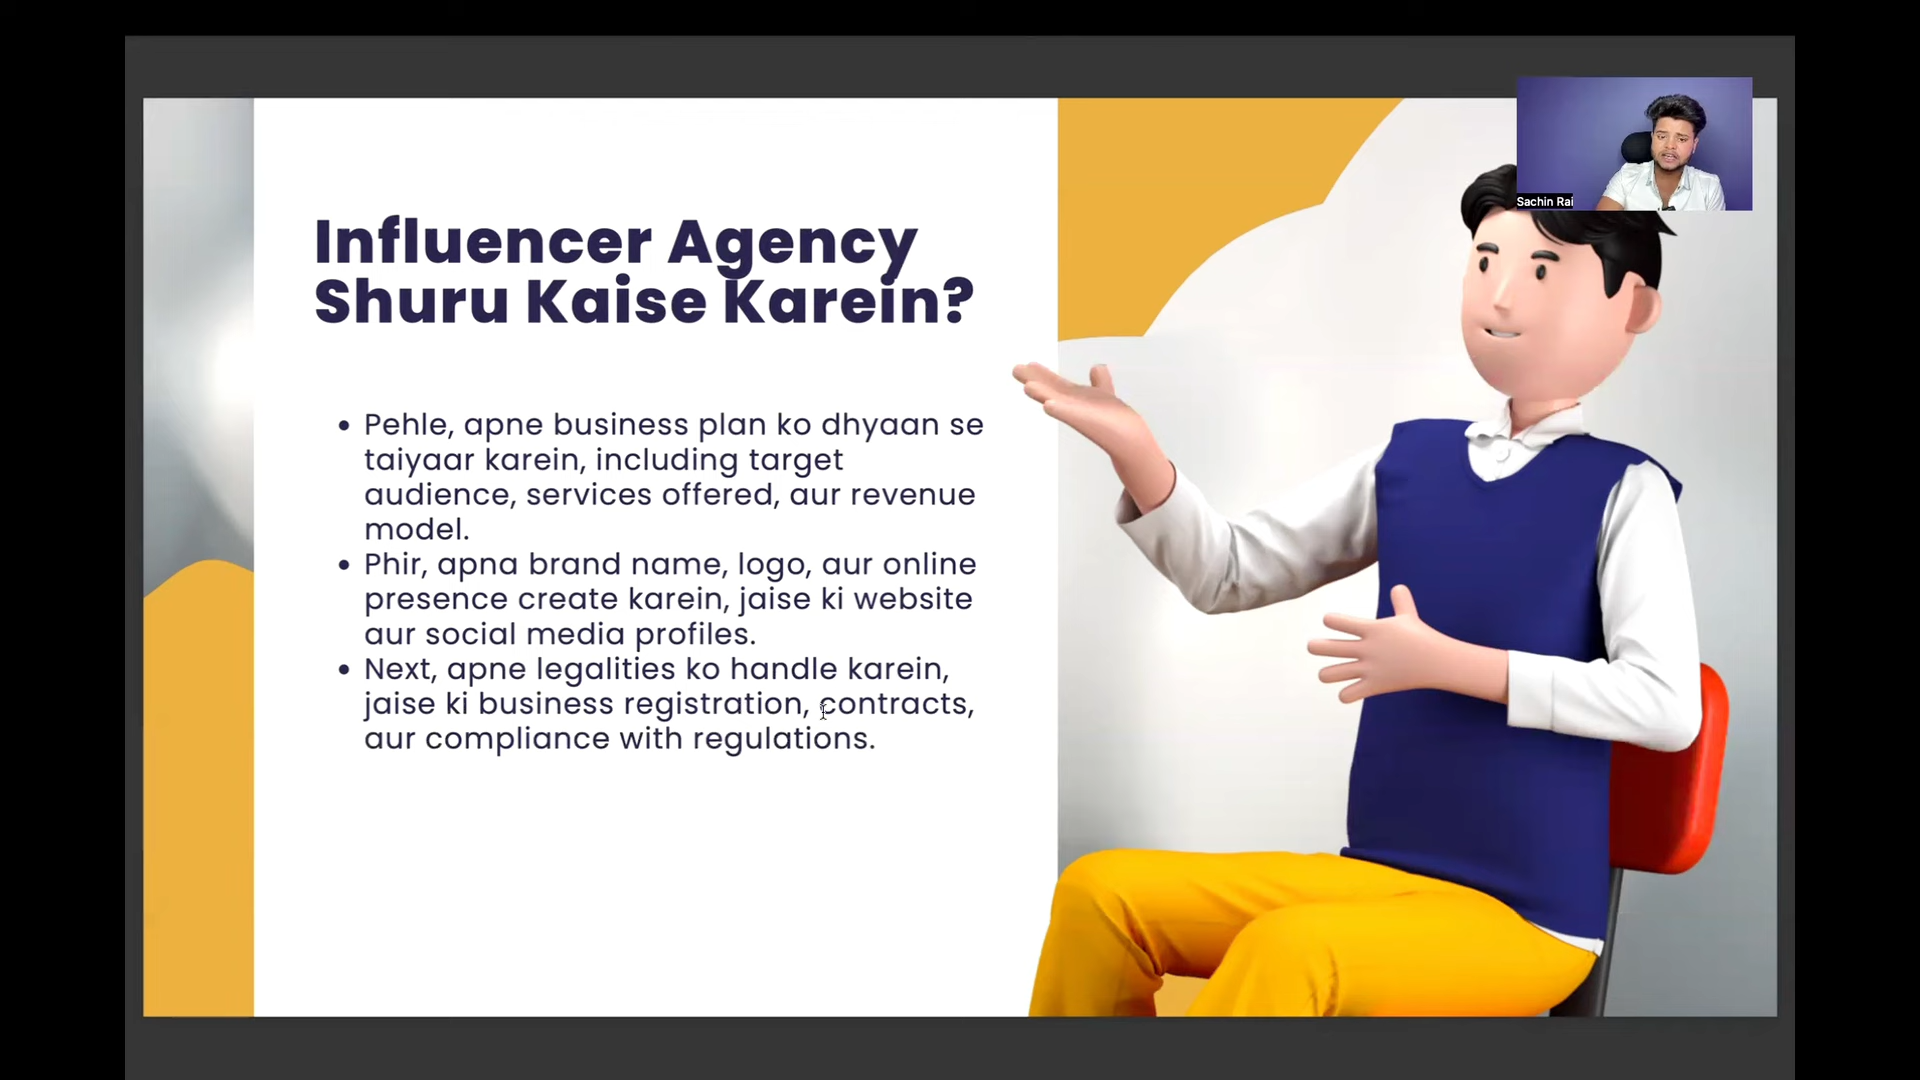 Sachin Rai
Influencer Agency
Shuru Kaise Karein?
• Pehle, apne business plan ko dhyaan se
taiyaar karein, including target
audience, services offered, aur revenue
model.
• Phir, apna brand name, logo, aur online
presence create karein, jaise ki website
aur social media profiles.
• Next, apne legalities ko handle karein,
jaise ki business registration, contracts,
aur compliance with regulations.